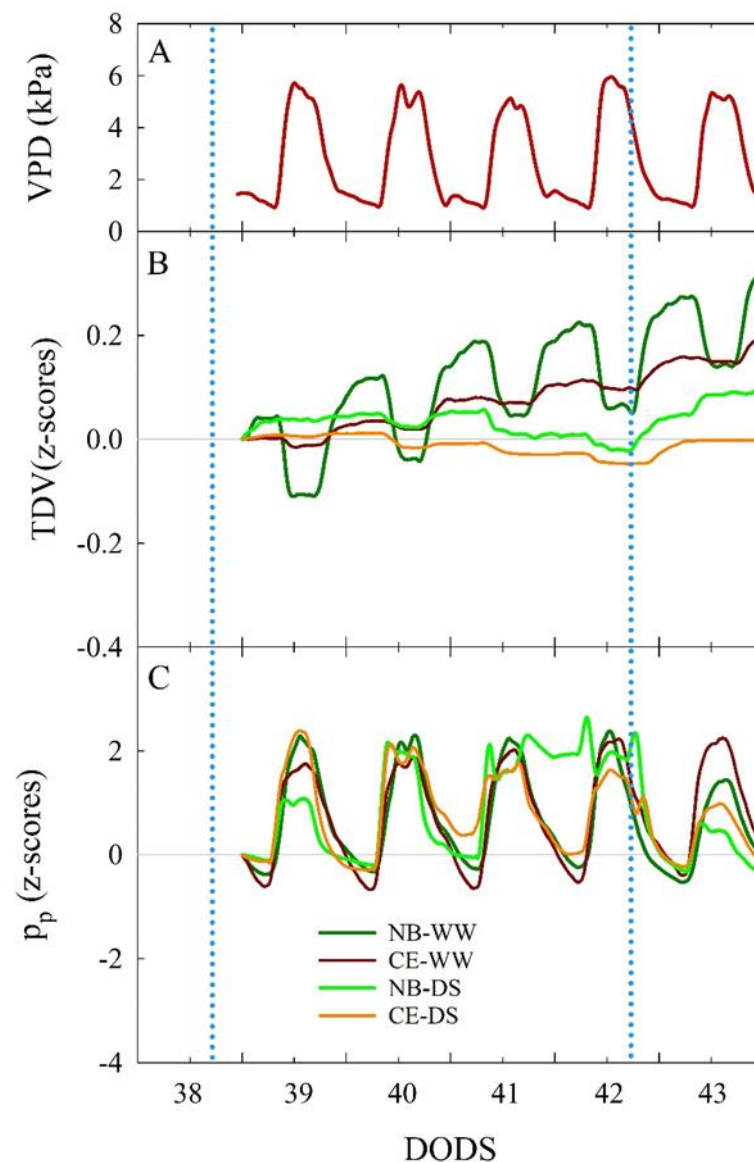 A
VPD (kPa)
8
6
4
2
0
B
TDV(z-scores)
0.2
0.0
-0.2
-0.4
C
p_p (z-scores)
2
0
-2
-4
NB-WW
CE-WW
NB-DS
CE-DS
38 39 40 41 42 43
DODS